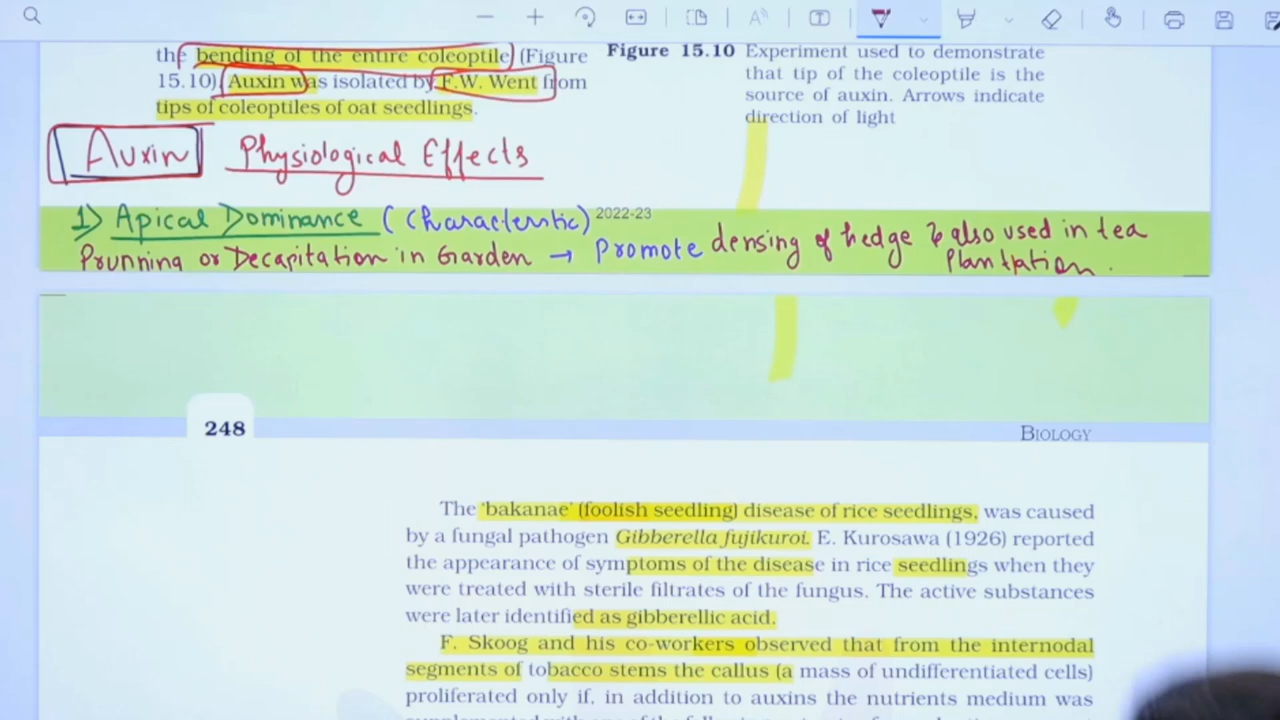 the bending of the entire coleoptile (Figure
15.10). Auxin was isolated by F.W. Went from
tips of coleoptiles of oat seedlings.
Figure 15.10 Experiment used to demonstrate
that tip of the coleoptile is the
source of auxin. Arrows indicate
direction of light
Auxin Physiological Effects
1) Apical Dominance (Characteristic) 2022-23
Prunning or Decapitation in Garden → Promote densing of hedge & also used in tea
Plantation.
248
BIOLOGY
The 'bakanae' (foolish seedling) disease of rice seedlings, was caused
by a fungal pathogen Gibberella fujikuroi. E. Kurosawa (1926) reported
the appearance of symptoms of the disease in rice seedlings when they
were treated with sterile filtrates of the fungus. The active substances
were later identified as gibberellic acid.
F. Skoog and his co-workers observed that from the internodal
segments of tobacco stems the callus (a mass of undifferentiated cells)
proliferated only if, in addition to auxins the nutrients medium was